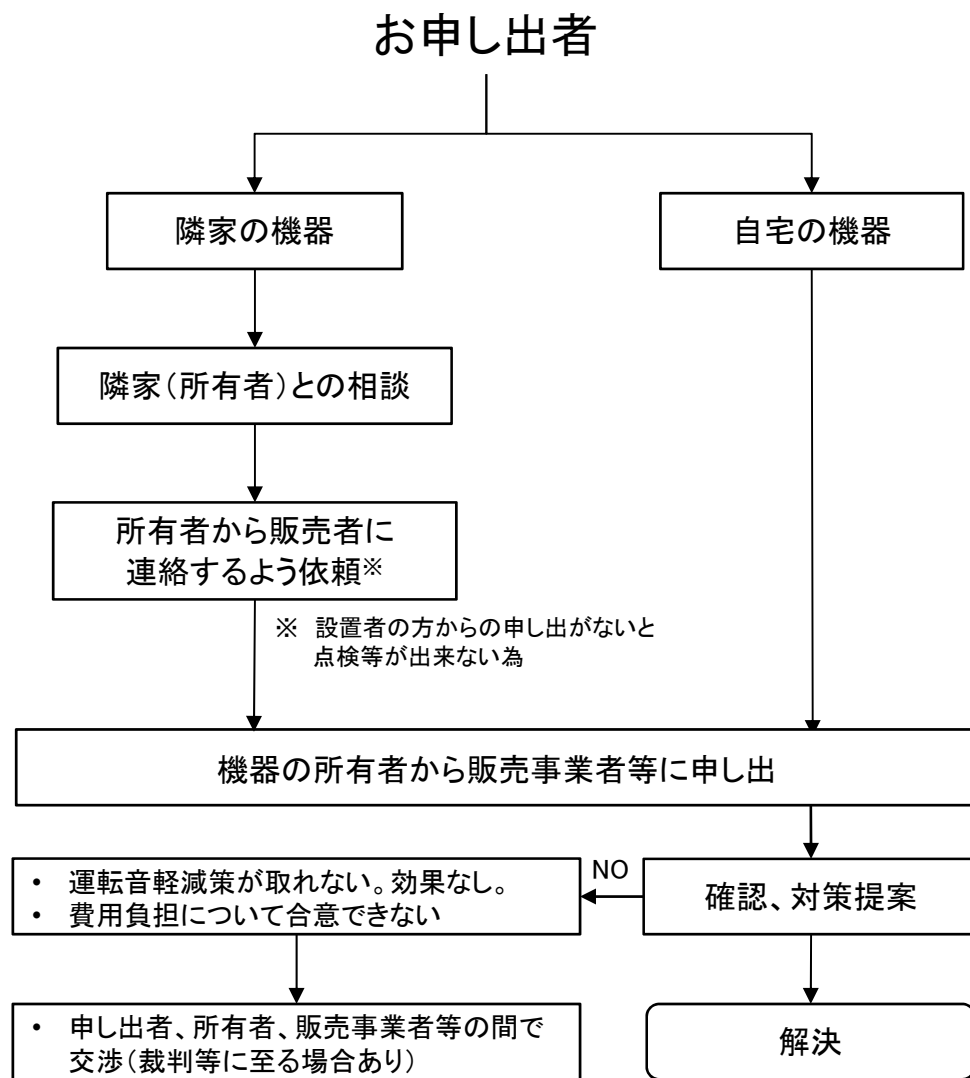 お申し出者
隣家の機器
自宅の機器
隣家（所有者）との相談
所有者から販売者に
連絡するよう依頼※
※ 設置者の方からの申し出がないと
点検等が出来ない為
機器の所有者から販売事業者等に申し出
• 運転音軽減策が取れない。効果なし。
• 費用負担について合意できない
NO
確認、対策提案
• 申し出者、所有者、販売事業者等の間で
交渉（裁判等に至る場合あり）
解決